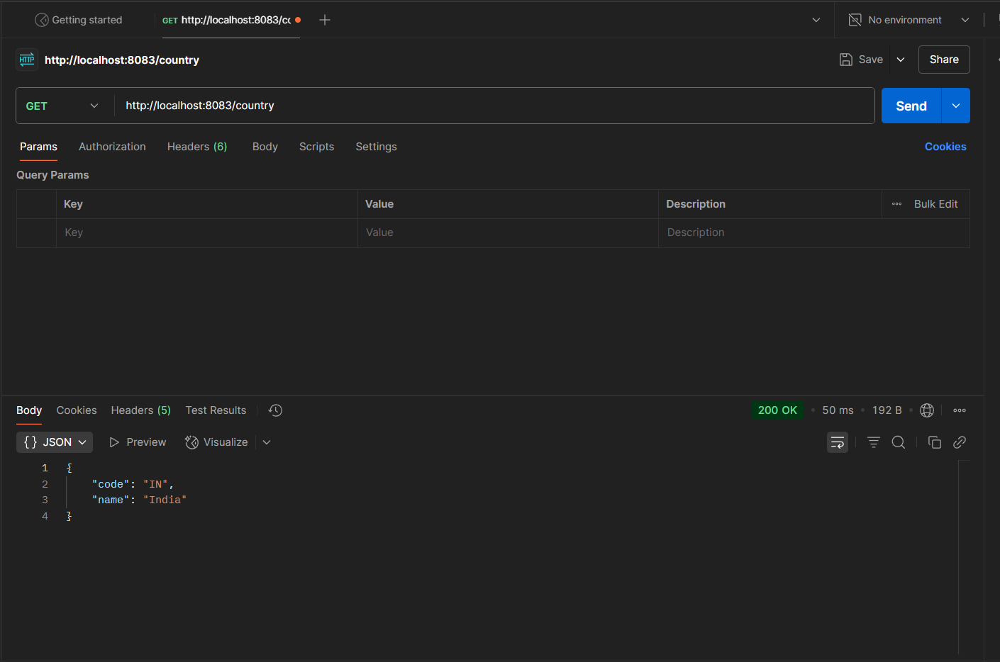 Getting started
GET http://localhost:8083/cc
No environment
HTTP http://localhost:8083/country
Save
Share
GET
http://localhost:8083/country
Send
Params Authorization Headers (6) Body Scripts Settings Cookies
Query Params
Key Value Description Bulk Edit
Key Value Description
Body Cookies Headers (5) Test Results 200 OK 50 ms 192 B
{} JSON Preview Visualize
1 {
2 "code": "IN",
3 "name": "India"
4 }